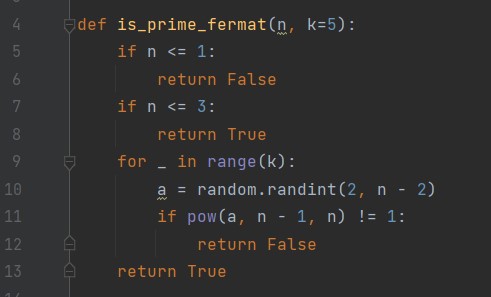 4 def is_prime_fermat(n, k=5):
5     if n <= 1:
6         return False
7     if n <= 3:
8         return True
9     for _ in range(k):
10         a = random.randint(2, n - 2)
11         if pow(a, n - 1, n) != 1:
12             return False
13     return True